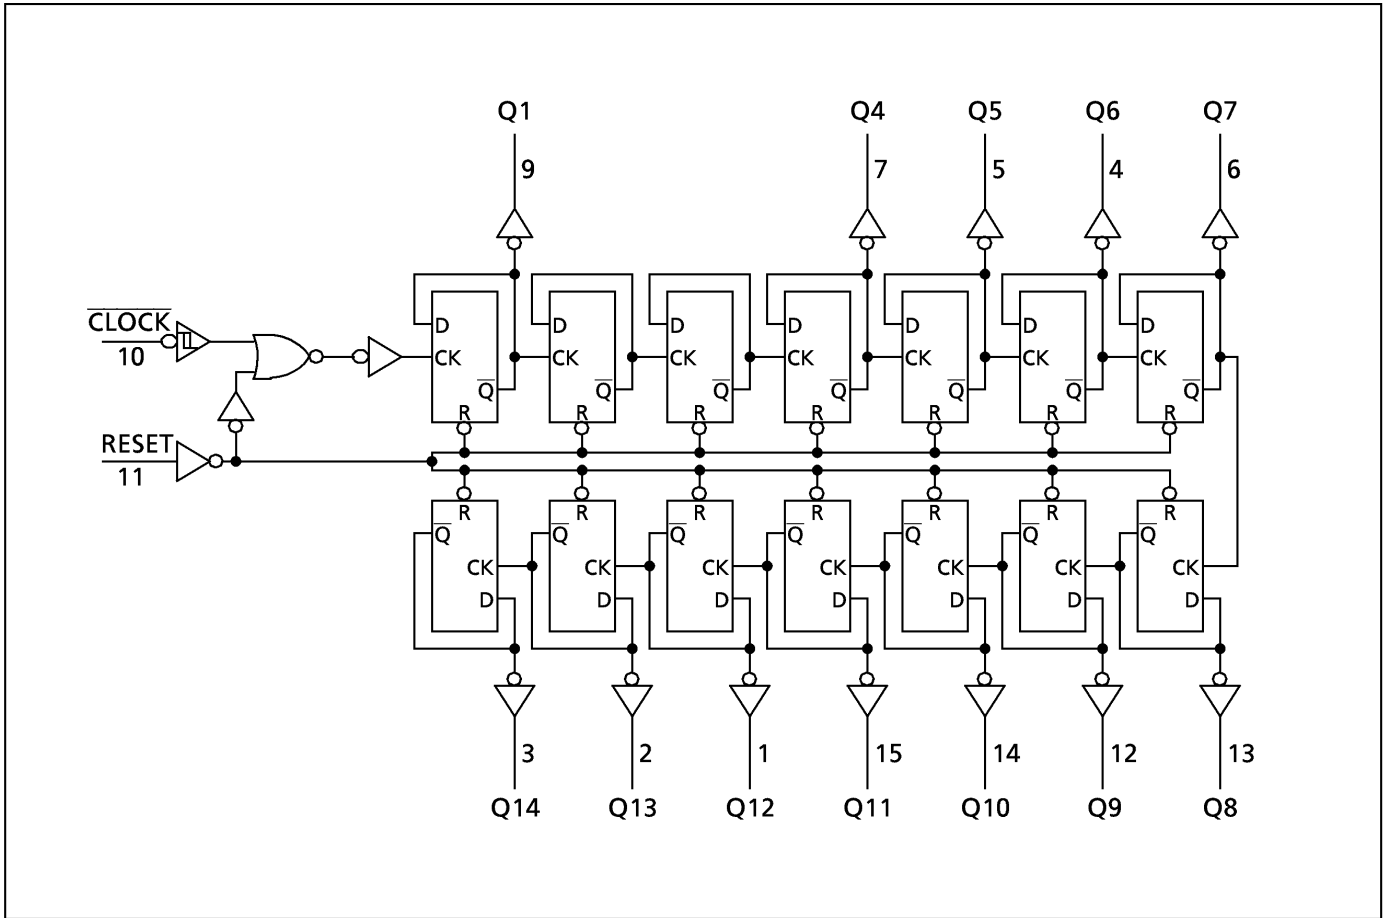 Q1 Q4 Q5 Q6 Q7
9 7 5 4 6
D D D D D D D
C̅L̅O̅C̅K̅
10
CK CK CK CK CK CK CK
Q̅ Q̅ Q̅ Q̅ Q̅ Q̅ Q̅
R R R R R R R
RESET
11
R R R R R R R
Q̅ Q̅ Q̅ Q̅ Q̅ Q̅ Q̅
CK CK CK CK CK CK CK
D D D D D D D
3 2 1 15 14 12 13
Q14 Q13 Q12 Q11 Q10 Q9 Q8